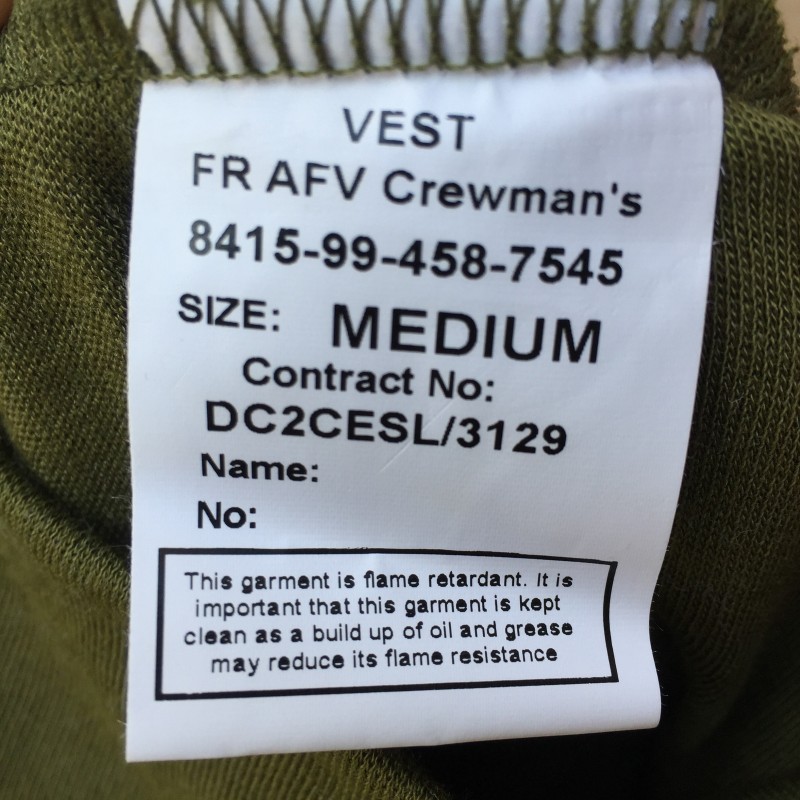 VEST
FR AFV Crewman's
8415-99-458-7545
SIZE: MEDIUM
Contract No:
DC2CESL/3129
Name:
No:
This garment is flame retardant. It is
important that this garment is kept
clean as a build up of oil and grease
may reduce its flame resistance